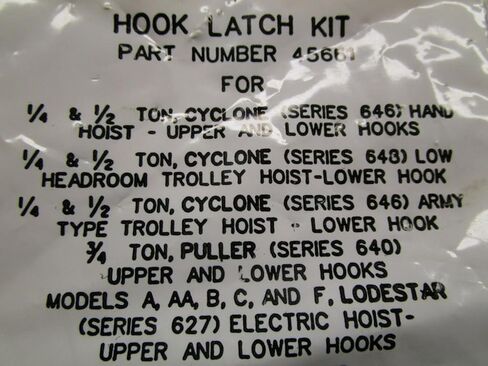 HOOK LATCH KIT
PART NUMBER 45661
FOR
1/4 & 1/2 TON, CYCLONE (SERIES 646) HAND
HOIST - UPPER AND LOWER HOOKS
1/4 & 1/2 TON, CYCLONE (SERIES 648) LOW
HEADROOM TROLLEY HOIST-LOWER HOOK
1/4 & 1/2 TON, CYCLONE (SERIES 646) ARMY
TYPE TROLLEY HOIST - LOWER HOOK
3/4 TON, PULLER (SERIES 640)
UPPER AND LOWER HOOKS
MODELS A, AA, B, C, AND F, LODESTAR
(SERIES 627) ELECTRIC HOIST-
UPPER AND LOWER HOOKS